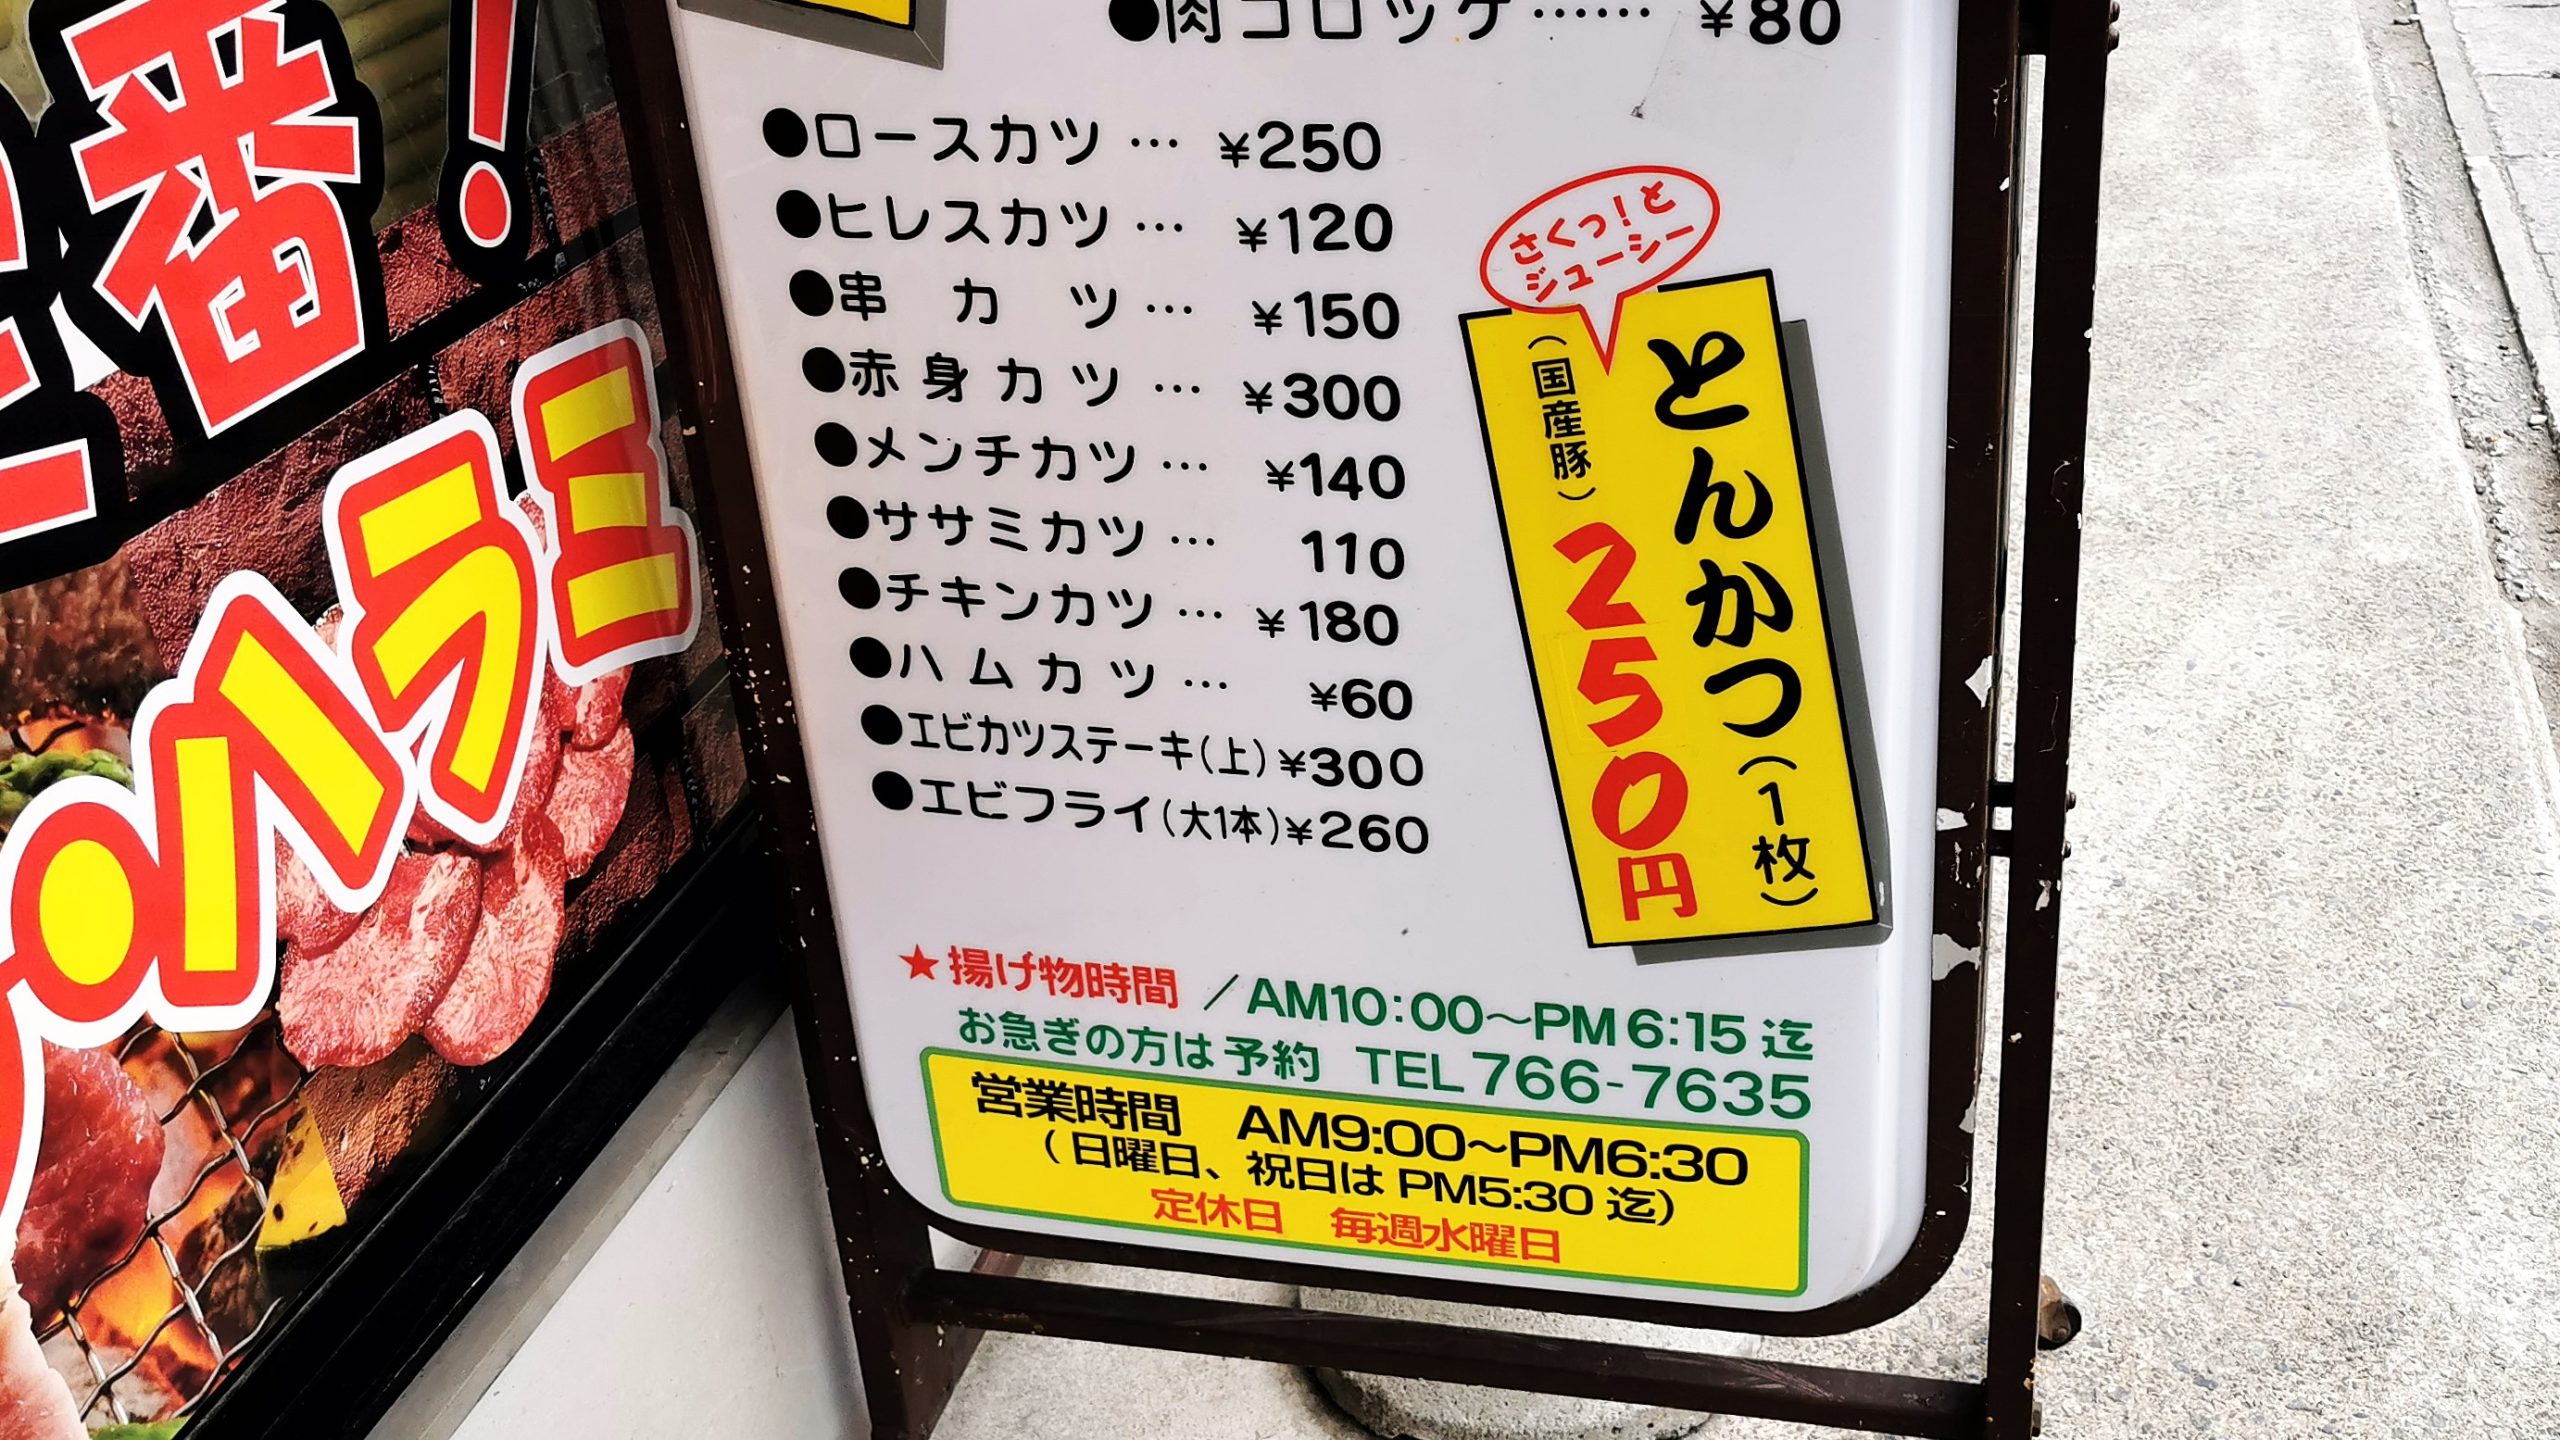 番!
ハラミ
●肉コロッケ……¥80
●ロースカツ…¥250
●ヒレスカツ…¥120
●串カツ…¥150
●赤身カツ…¥300
●メンチカツ…¥140
●ササミカツ…110
●チキンカツ…¥180
●ハムカツ…¥60
●エビカツステーキ(上)¥300
●エビフライ(大1本)¥260
さくっ!と
ジューシー
とんかつ(1枚)
(国産豚)250円
★揚げ物時間/AM10:00~PM6:15迄
お急ぎの方は予約 TEL766-7635
営業時間 AM9:00~PM6:30
(日曜日、祝日はPM5:30迄)
定休日 毎週水曜日